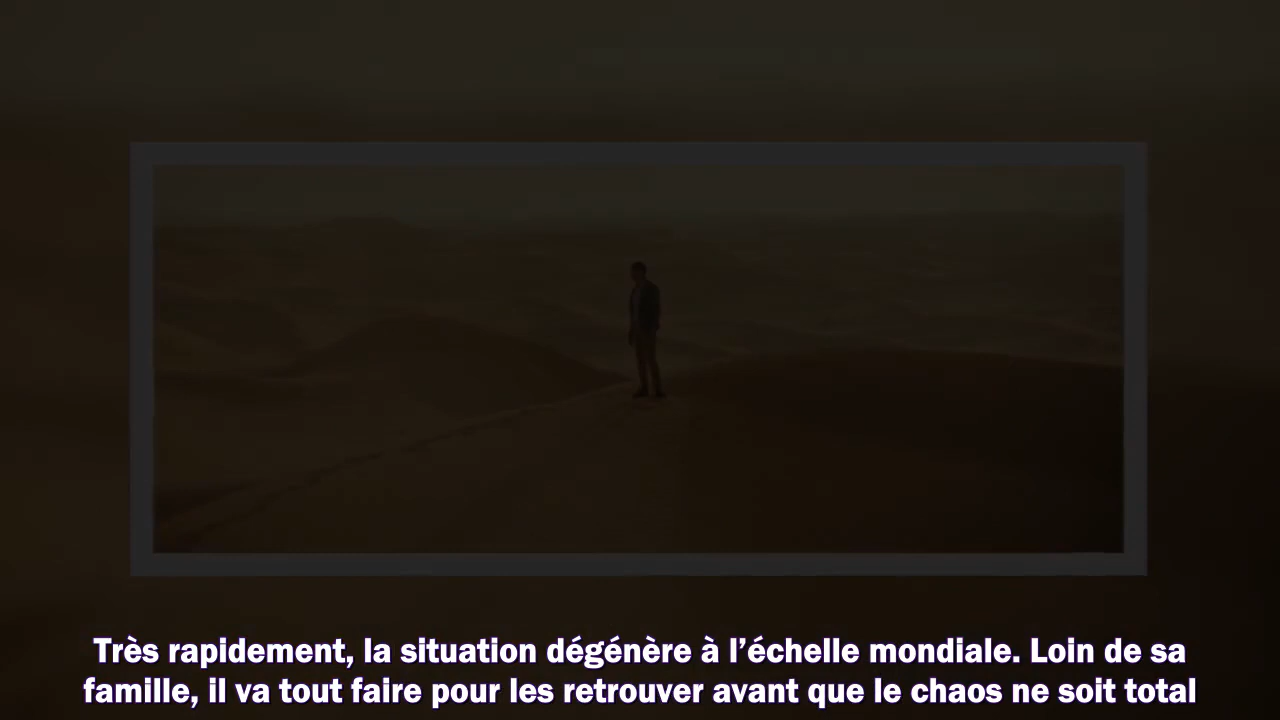 Très rapidement, la situation dégénère à l’échelle mondiale. Loin de sa
famille, il va tout faire pour les retrouver avant que le chaos ne soit total